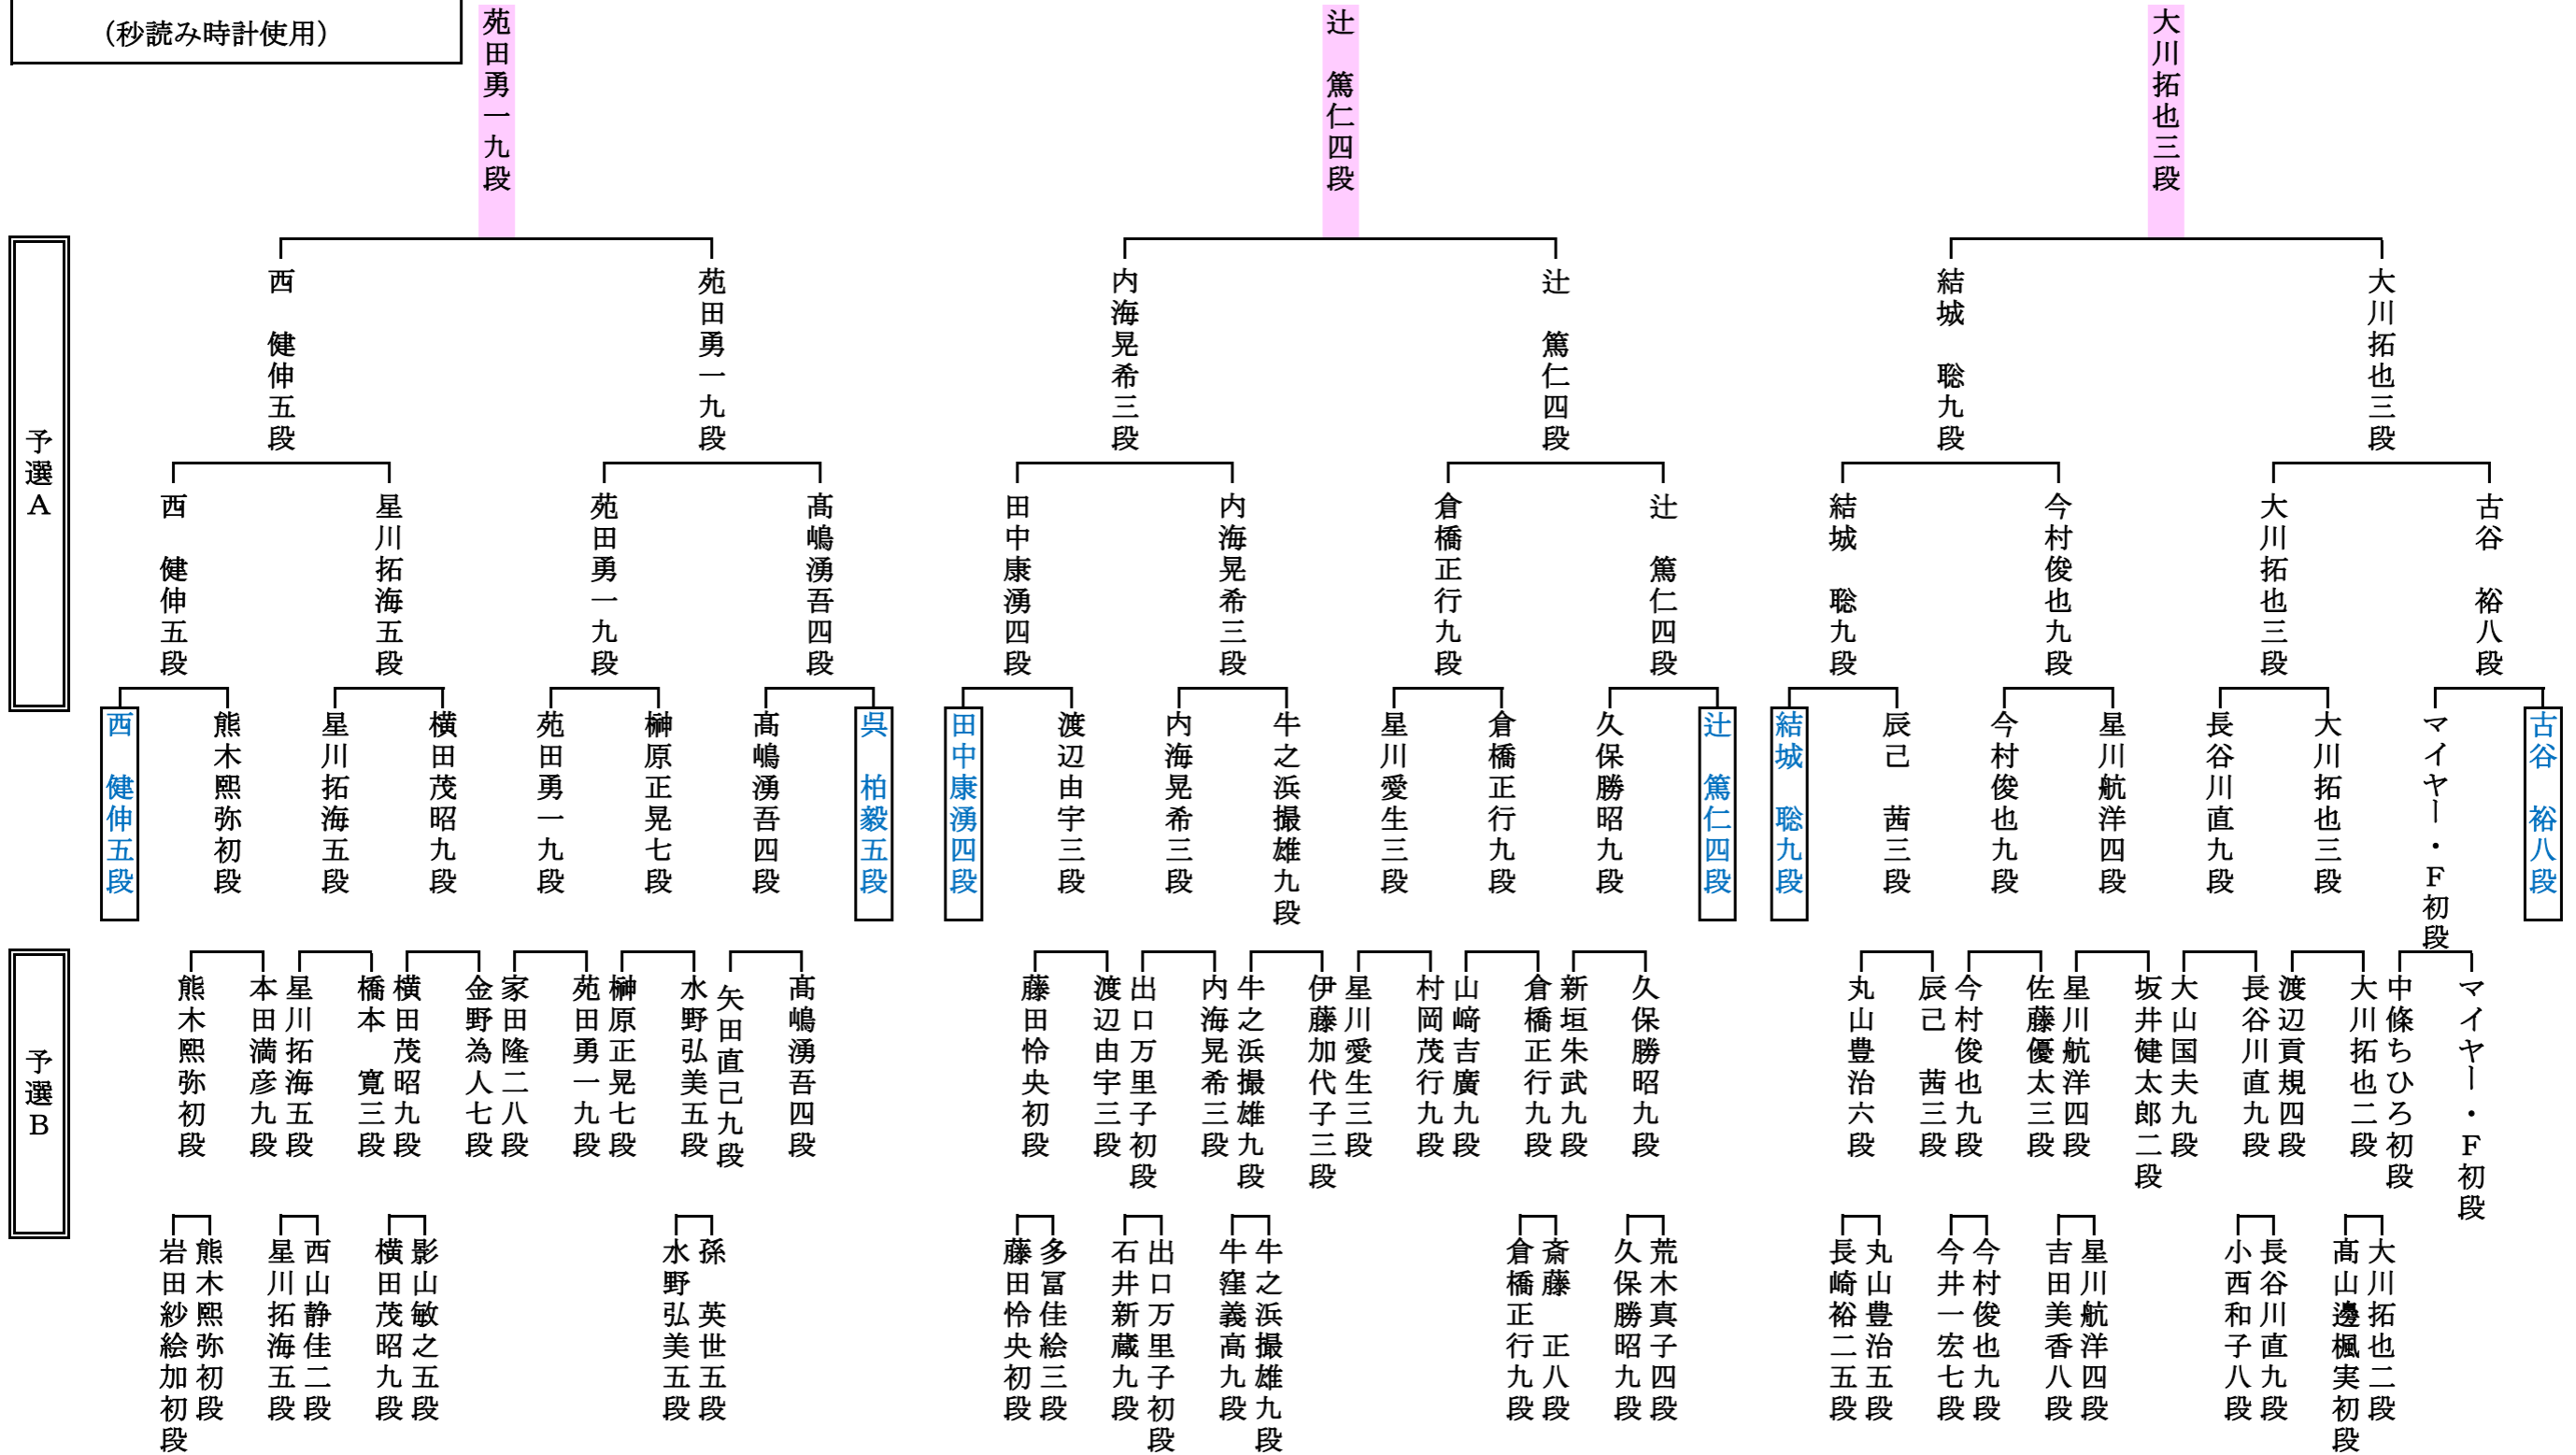 （秒読み時計使用）
苑田勇一九段
辻　篤仁四段
大川拓也三段
予選A
西　健伸五段
苑田勇一九段
内海晃希三段
辻　篤仁四段
結城　聡九段
大川拓也三段
西　健伸五段
星川拓海五段
苑田勇一九段
髙嶋湧吾四段
田中康湧四段
内海晃希三段
倉橋正行九段
辻　篤仁四段
結城　聡九段
今村俊也九段
大川拓也三段
古谷　裕八段
西　健伸五段
熊木熙弥初段
星川拓海五段
横田茂昭九段
苑田勇一九段
榊原正晃七段
髙嶋湧吾四段
呉　柏毅五段
田中康湧四段
渡辺由宇三段
内海晃希三段
牛之浜撮雄九段
星川愛生三段
倉橋正行九段
久保勝昭九段
辻　篤仁四段
結城　聡九段
辰己　茜三段
今村俊也九段
星川航洋四段
長谷川直九段
大川拓也三段
マイヤー・F初段
古谷　裕八段
予選B
熊木熙弥初段
本田満彦九段
星川拓海五段
橋本　寛三段
横田茂昭九段
金野為人七段
家田隆二八段
苑田勇一九段
榊原正晃七段
水野弘美五段
矢田直己九段
髙嶋湧吾四段
藤田怜央初段
渡辺由宇三段
出口万里子初段
内海晃希三段
牛之浜撮雄九段
伊藤加代子三段
星川愛生三段
村岡茂行九段
山﨑吉廣九段
倉橋正行九段
新垣朱武九段
久保勝昭九段
丸山豊治六段
辰己　茜三段
今村俊也九段
佐藤優太三段
星川航洋四段
坂井健太郎二段
大山国夫九段
長谷川直九段
渡辺貢規四段
大川拓也二段
中條ちひろ初段
マイヤー・F初段
岩田紗絵加初段
熊木熙弥初段
星川拓海五段
西山静佳二段
横田茂昭九段
影山敏之五段
水野弘美五段
孫　英世五段
藤田怜央初段
多冨佳絵三段
石井新蔵九段
出口万里子初段
牛窪義高九段
牛之浜撮雄九段
倉橋正行九段
斎藤　正八段
久保勝昭九段
荒木真子四段
長崎裕二五段
丸山豊治五段
今井一宏七段
今村俊也九段
吉田美香八段
星川航洋四段
小西和子八段
長谷川直九段
髙山邊楓実初段
大川拓也二段